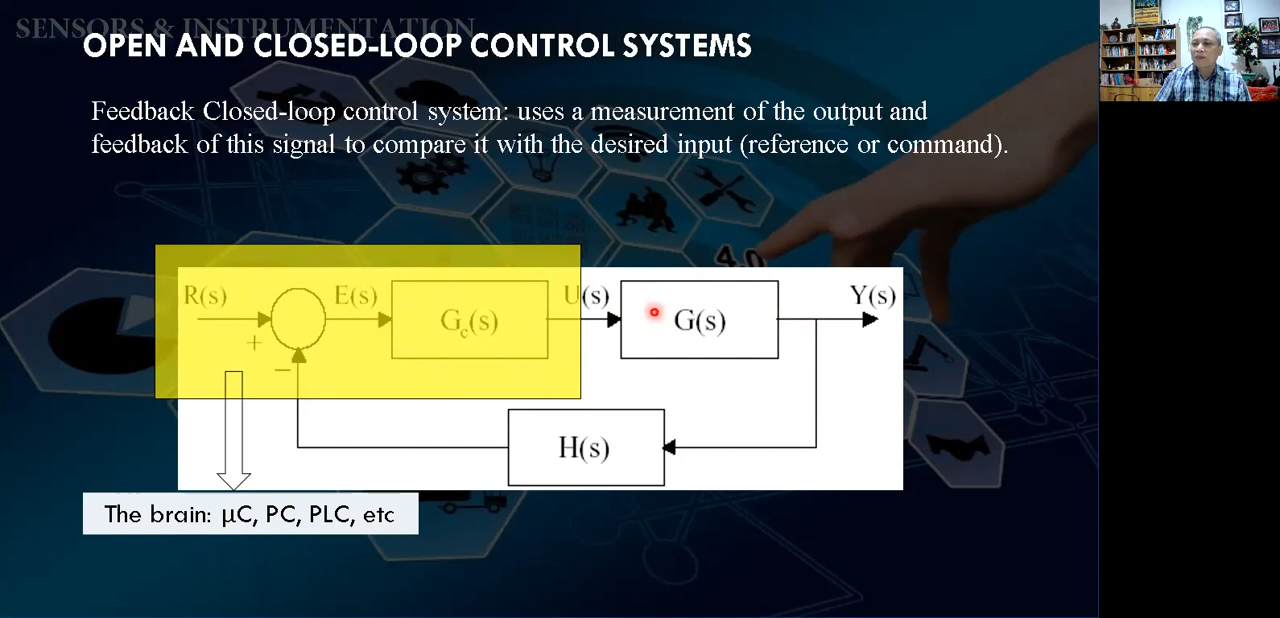 SENSORS & INSTRUMENTATION
OPEN AND CLOSED-LOOP CONTROL SYSTEMS
Feedback Closed-loop control system: uses a measurement of the output and
feedback of this signal to compare it with the desired input (reference or command).
4.0
R(s)
E(s)
U(s)
Y(s)
Gc(s)
G(s)
+
−
H(s)
The brain: μC, PC, PLC, etc